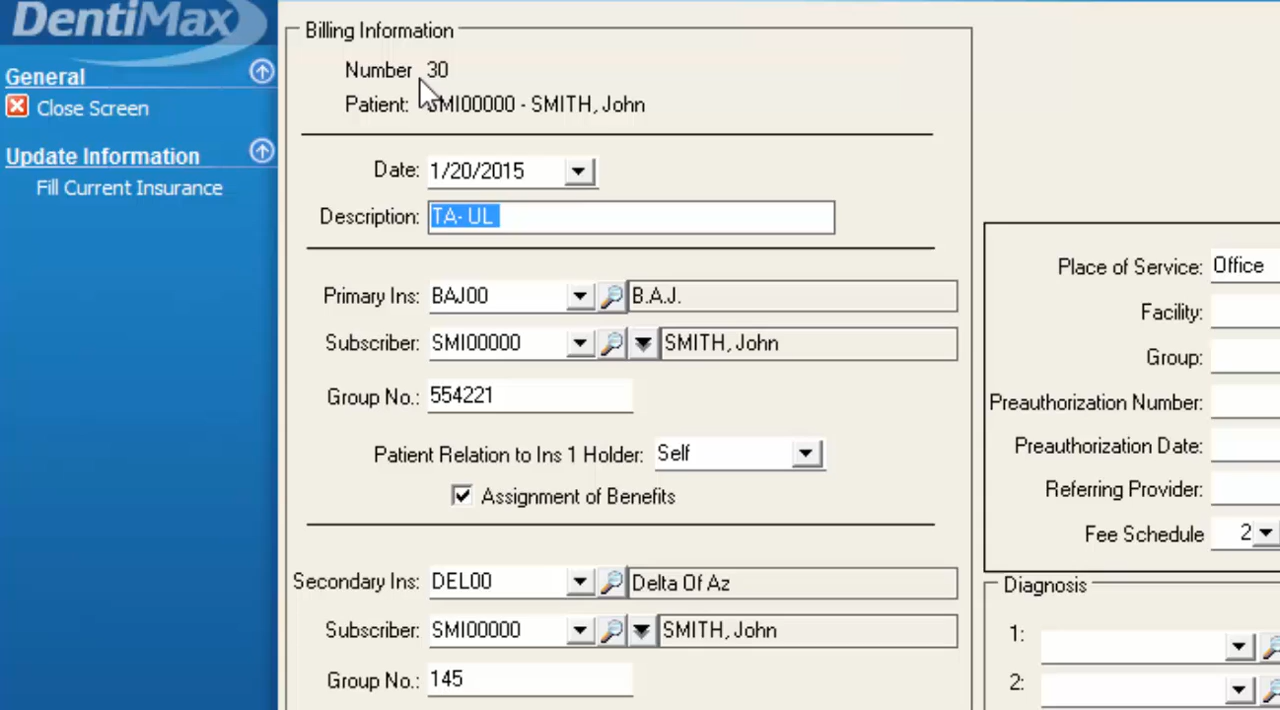 DentiMax
General
Close Screen
Update Information
Fill Current Insurance
Billing Information
Number 30
Patient: SMI00000 - SMITH, John
Date: 1/20/2015
Description: TA- UL
Primary Ins: BAJ00 B.A.J.
Subscriber: SMI00000 SMITH, John
Group No.: 554221
Patient Relation to Ins 1 Holder: Self
Assignment of Benefits
Secondary Ins: DEL00 Delta Of Az
Subscriber: SMI00000 SMITH, John
Group No.: 145
Place of Service: Office
Facility:
Group:
Preauthorization Number:
Preauthorization Date:
Referring Provider:
Fee Schedule 2
Diagnosis
1:
2: